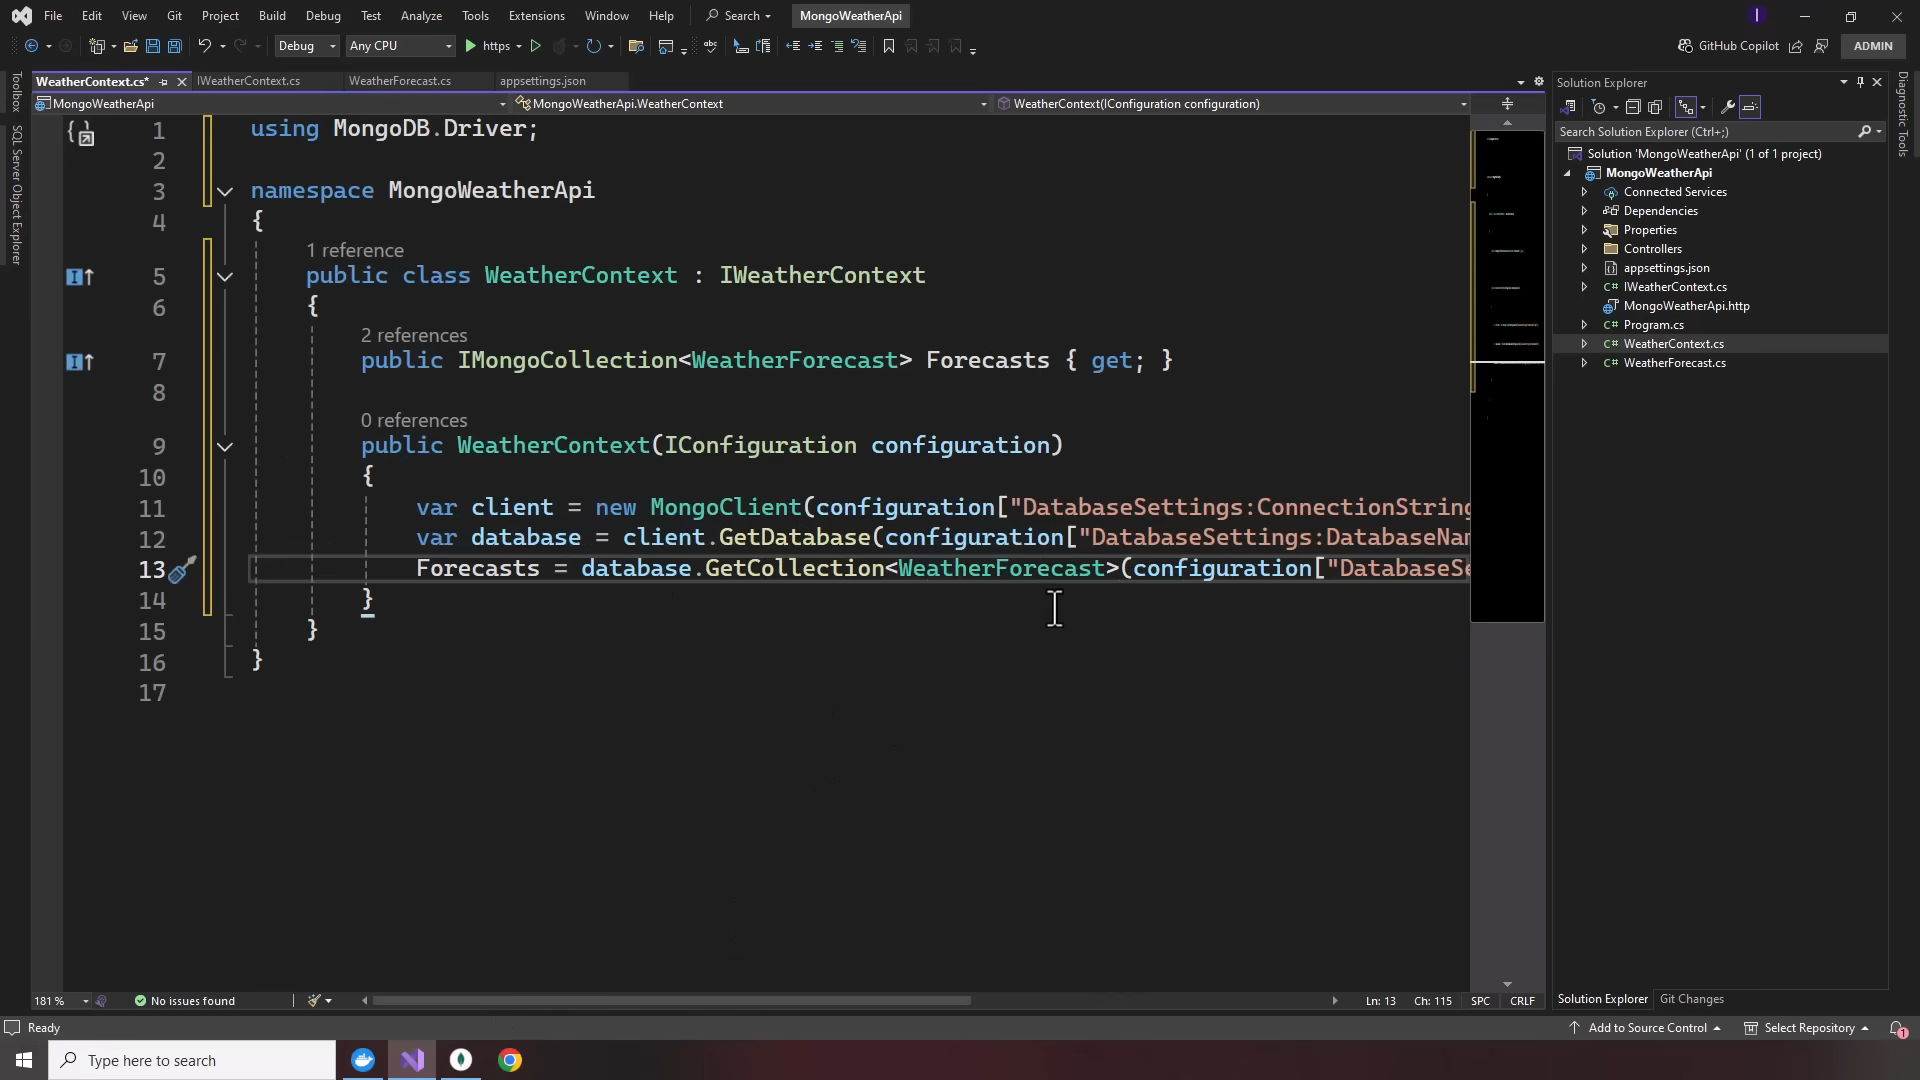 File Edit View Git Project Build Debug Test Analyze Tools Extensions Window Help Search MongoWeatherApi
Debug Any CPU https GitHub Copilot ADMIN
WeatherContext.cs* IWeatherContext.cs WeatherForecast.cs appsettings.json
MongoWeatherApi MongoWeatherApi.WeatherContext WeatherContext(IConfiguration configuration)
Toolbox
SQL Server Object Explorer
1 using MongoDB.Driver;
2
3 namespace MongoWeatherApi
4 {
1 reference
5 public class WeatherContext : IWeatherContext
6 {
2 references
7 public IMongoCollection<WeatherForecast> Forecasts { get; }
8
0 references
9 public WeatherContext(IConfiguration configuration)
10 {
11 var client = new MongoClient(configuration["DatabaseSettings:ConnectionString
12 var database = client.GetDatabase(configuration["DatabaseSettings:DatabaseNam
13 Forecasts = database.GetCollection<WeatherForecast>(configuration["DatabaseSe
14 }
15 }
16 }
17
181 % No issues found Ln: 13 Ch: 115 SPC CRLF
Solution Explorer
Search Solution Explorer (Ctrl+;)
Solution 'MongoWeatherApi' (1 of 1 project)
MongoWeatherApi
Connected Services
Dependencies
Properties
Controllers
appsettings.json
C# IWeatherContext.cs
MongoWeatherApi.http
C# Program.cs
C# WeatherContext.cs
C# WeatherForecast.cs
Solution Explorer Git Changes
Diagnostic Tools
Ready Add to Source Control Select Repository 1
Type here to search